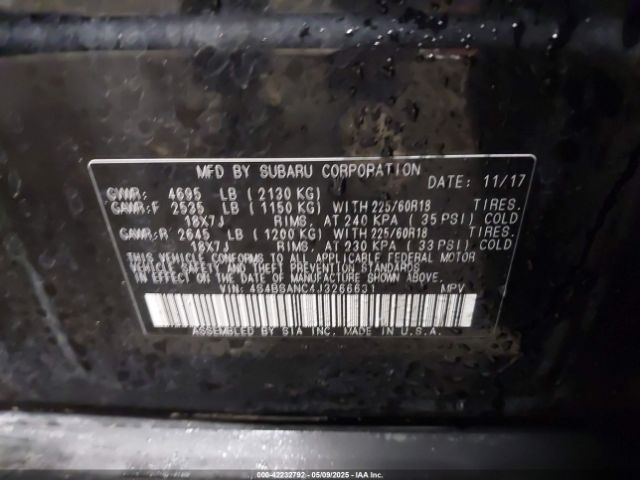 MFD BY SUBARU CORPORATION
DATE: 11/17
GVWR: 4695 LB (2130 KG)
GAWR:F 2535 LB (1150 KG) WITH 225/60R18 TIRES.
18X7J RIMS. AT 240 KPA (35 PSI) COLD
GAWR:R 2645 LB (1200 KG) WITH 225/60R18 TIRES.
18X7J RIMS. AT 230 KPA (33 PSI) COLD
THIS VEHICLE CONFORMS TO ALL APPLICABLE FEDERAL MOTOR
VEHICLE SAFETY AND THEFT PREVENTION
STANDARDS IN EFFECT ON THE DATE OF MANUFACTURE SHOWN ABOVE.
VIN: 4S4BSANC4J3266631 MPV
ASSEMBLED BY SIA INC. MADE IN U.S.A.
000-42232792 - 05/09/2025 - IAAI